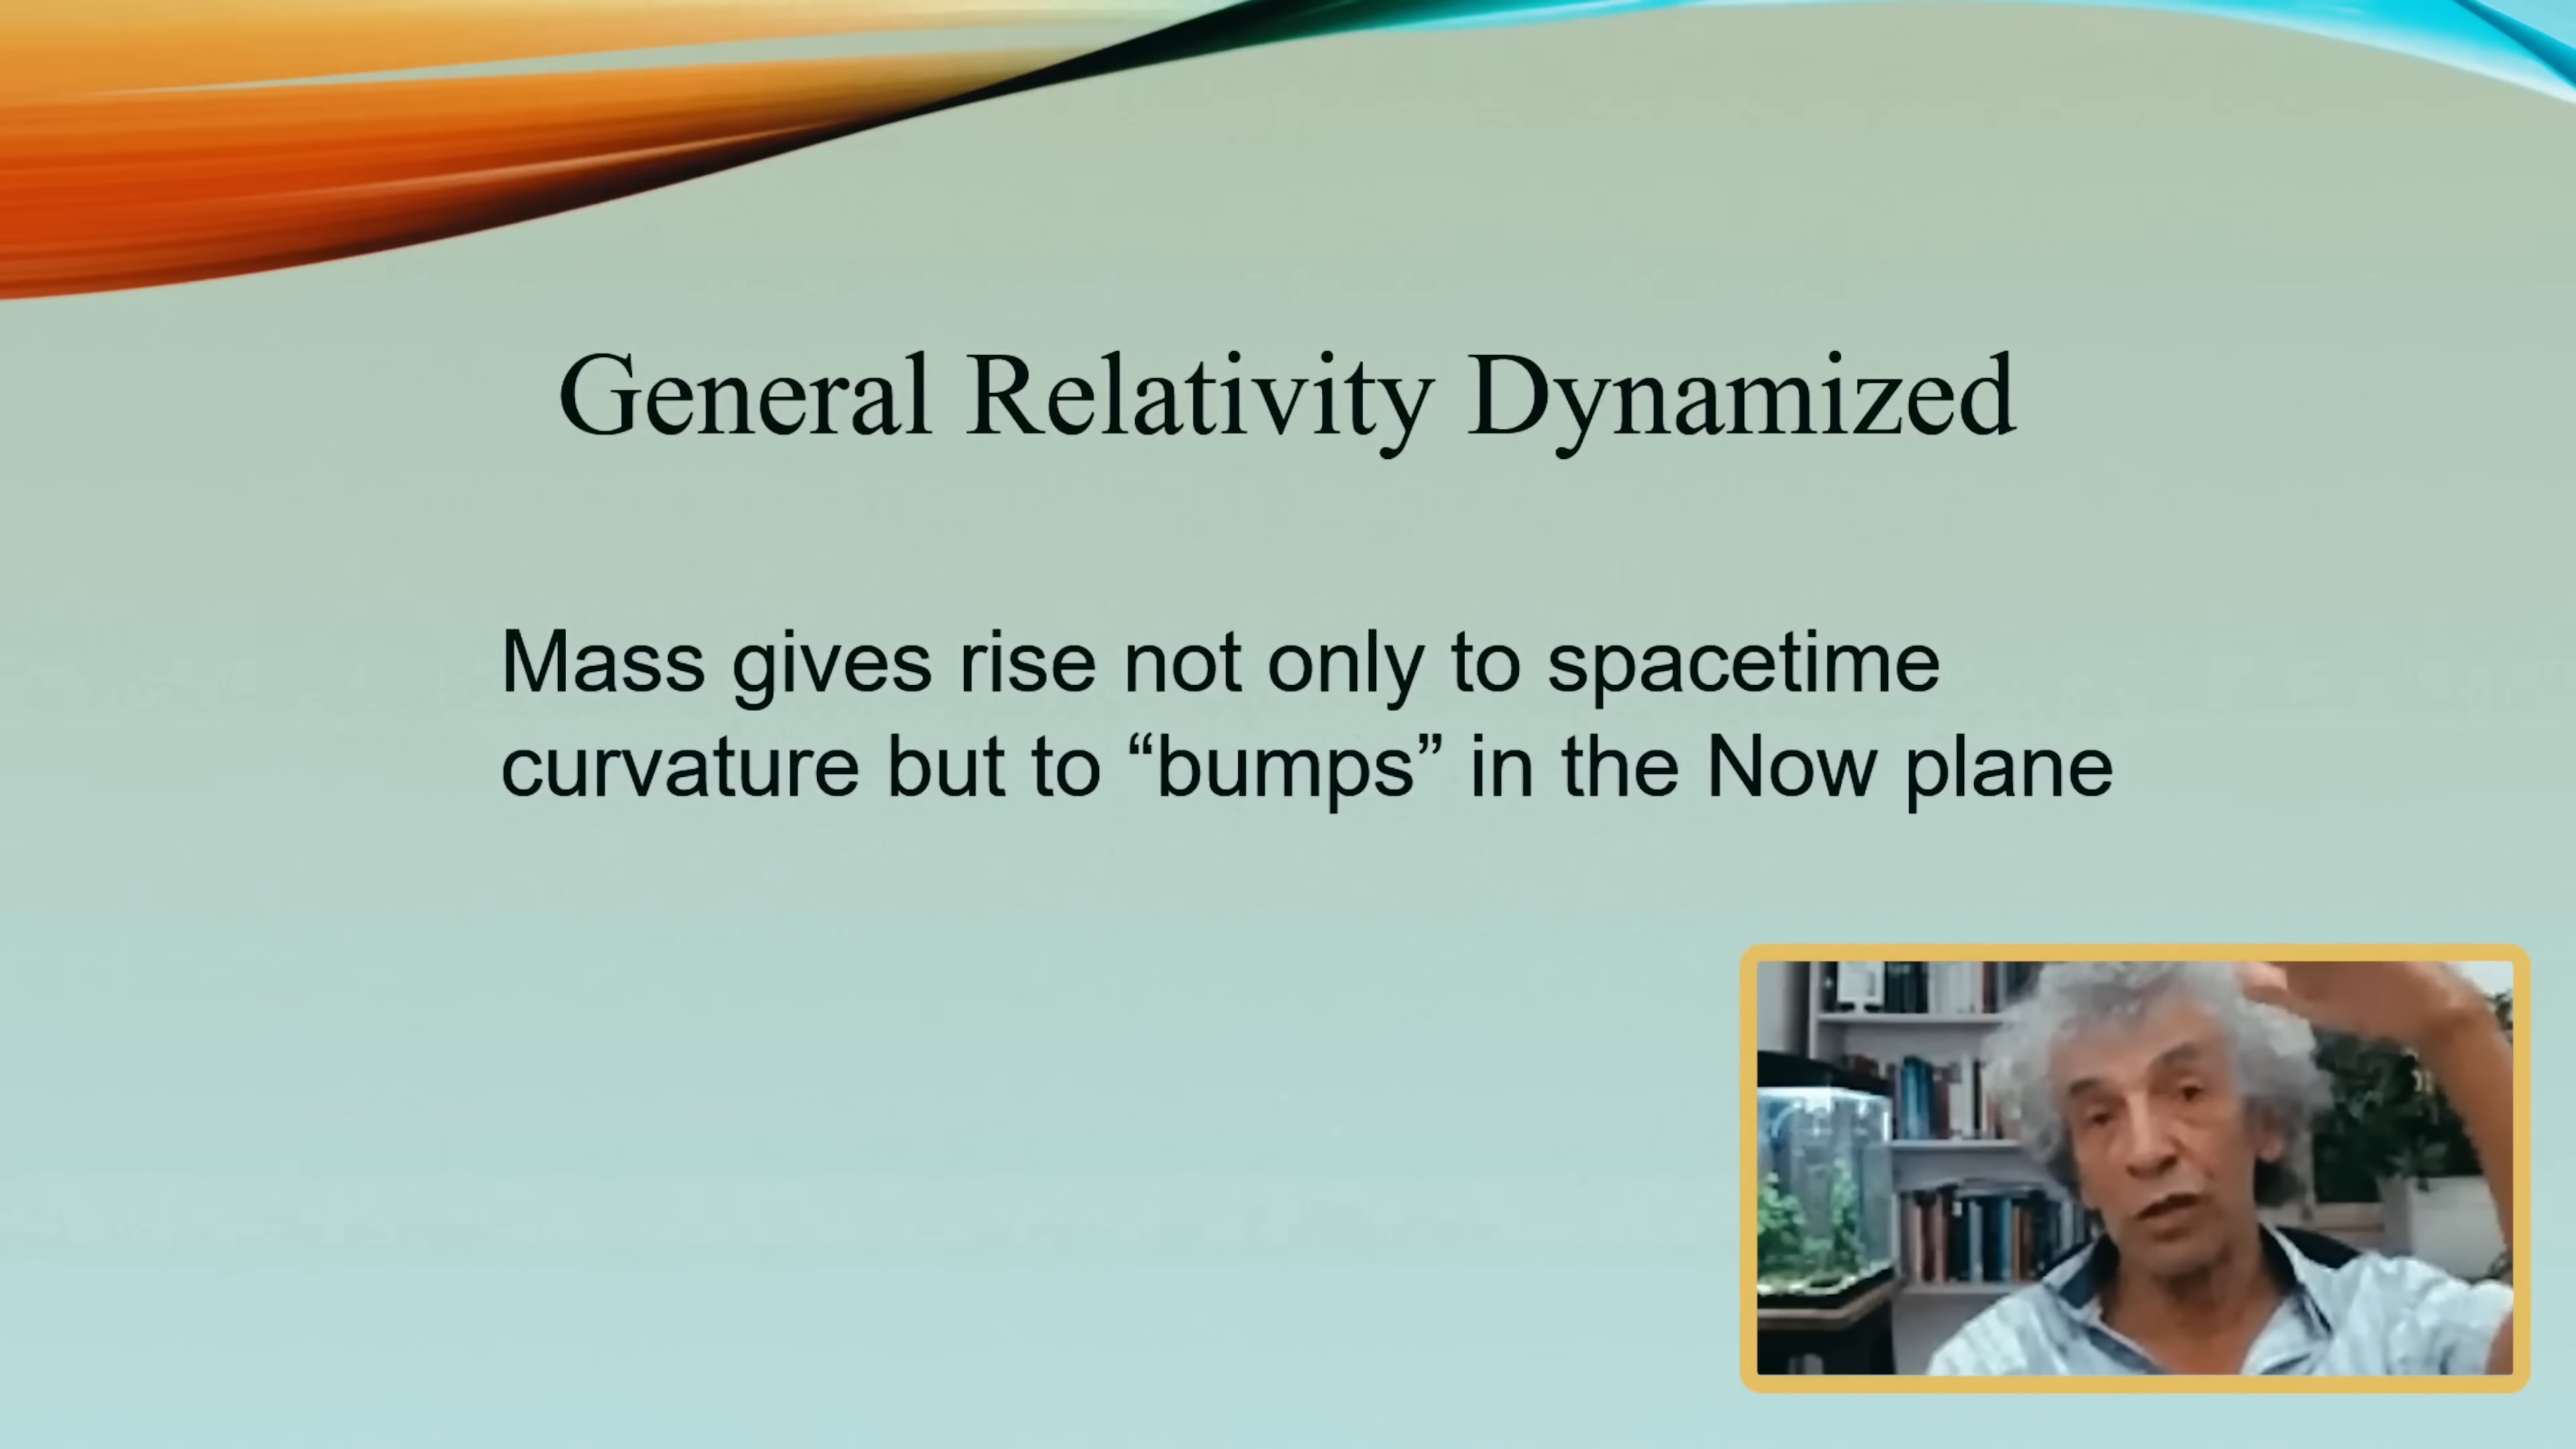 General Relativity Dynamized
Mass gives rise not only to spacetime
curvature but to “bumps” in the Now plane